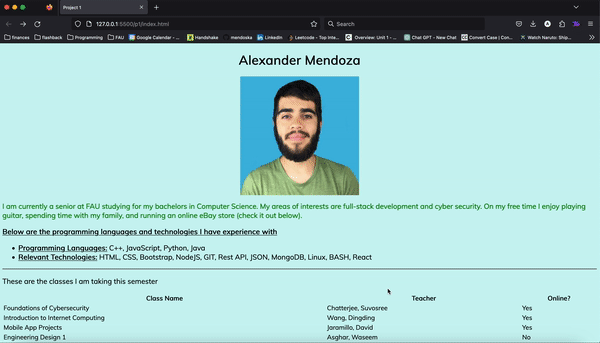 Project 1
127.0.0.1:5500/p1/index.html
Search
finances
flashback
Programming
FAU
Google Calendar - ...
Handshake
mendoska
LinkedIn
Leetcode - Top Inte...
Overview: Unit 1 - ...
Chat GPT - New Chat
Convert Case | Con...
Watch Naruto: Ship...
Alexander Mendoza
I am currently a senior at FAU studying for my bachelors in Computer Science. My areas of interests are full-stack development and cyber security. On my free time I enjoy playing
guitar, spending time with my family, and running an online eBay store (check it out below).
Below are the programming languages and technologies I have experience with
Programming Languages: C++, JavaScript, Python, Java
Relevant Technologies: HTML, CSS, Bootstrap, NodeJS, GIT, Rest API, JSON, MongoDB, Linux, BASH, React
These are the classes I am taking this semester
Class Name Teacher Online?
Foundations of Cybersecurity Chatterjee, Suvosree Yes
Introduction to Internet Computing Wang, Dingding Yes
Mobile App Projects Jaramillo, David Yes
Engineering Design 1 Asghar, Waseem No